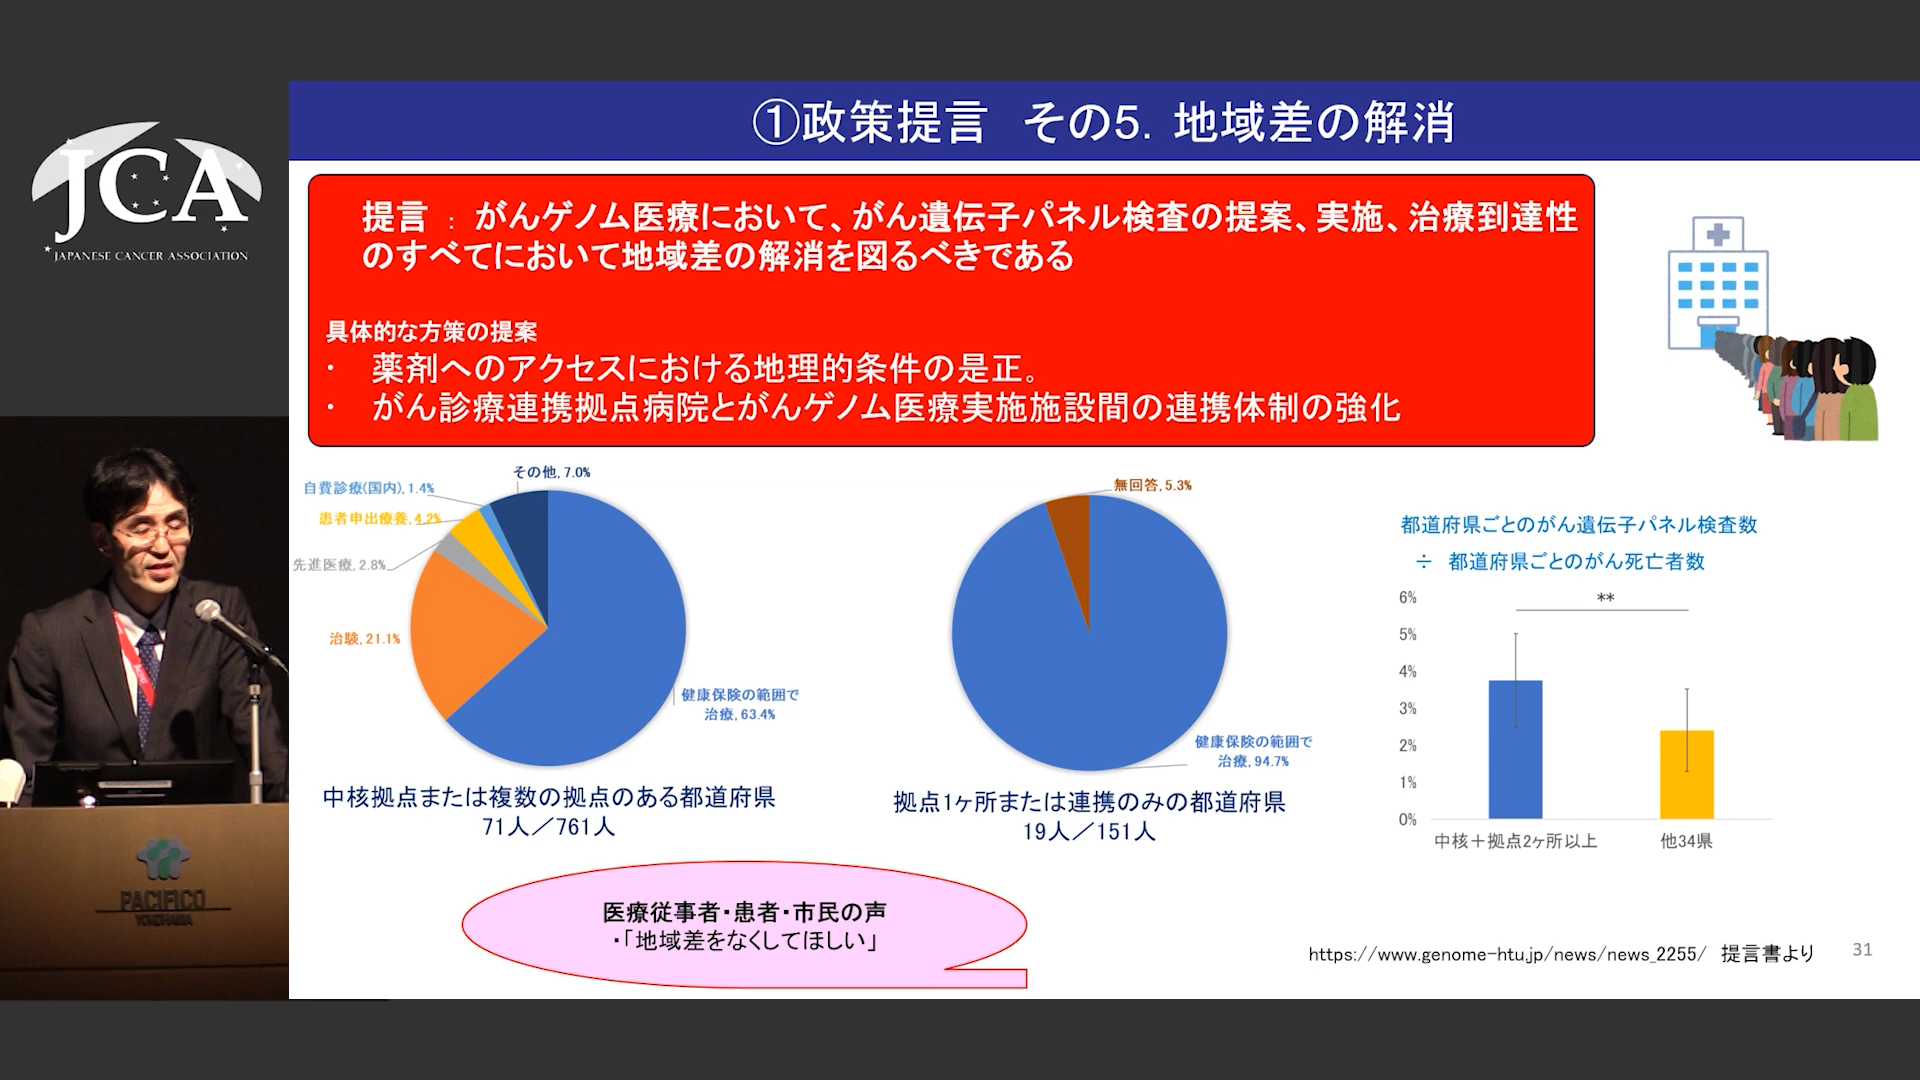 ①政策提言　その5．地域差の解消
JCA
JAPANESE CANCER ASSOCIATION
提言 ： がんゲノム医療において、がん遺伝子パネル検査の提案、実施、治療到達性
のすべてにおいて地域差の解消を図るべきである
具体的な方策の提案
・ 薬剤へのアクセスにおける地理的条件の是正。
・ がん診療連携拠点病院とがんゲノム医療実施施設間の連携体制の強化
その他, 7.0%
自費診療(国内), 1.4%
患者申出療養, 4.2%
先進医療, 2.8%
治験, 21.1%
健康保険の範囲で
治療, 63.4%
中核拠点または複数の拠点のある都道府県
71人／761人
無回答, 5.3%
健康保険の範囲で
治療, 94.7%
拠点1ヶ所または連携のみの都道府県
19人／151人
都道府県ごとのがん遺伝子パネル検査数
÷ 都道府県ごとのがん死亡者数
**
6%
5%
4%
3%
2%
1%
0%
中核＋拠点2ヶ所以上
他34県
医療従事者・患者・市民の声
・「地域差をなくしてほしい」
https://www.genome-htu.jp/news/news_2255/ 提言書より
31
PACIFICO
YOKOHAMA